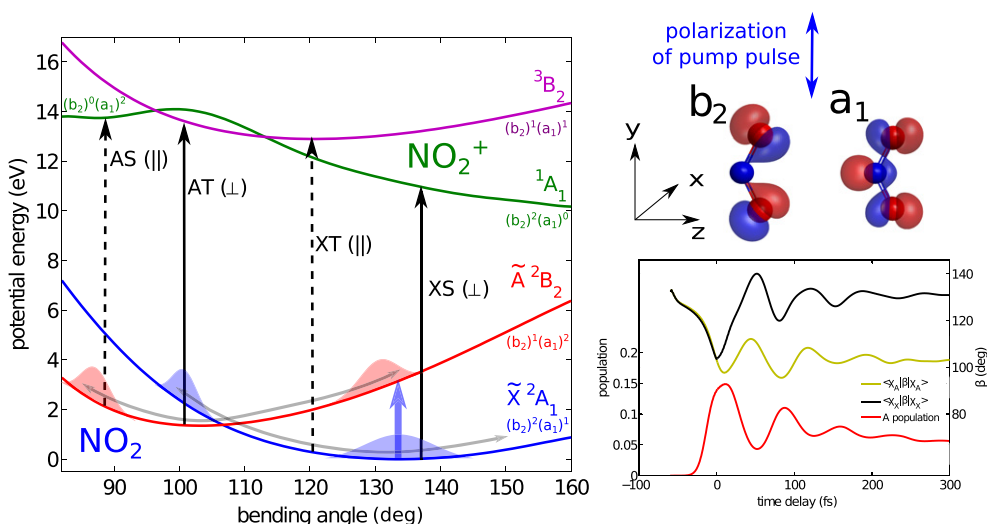 16
14
12
10
8
6
4
2
0
potential energy (eV)
90
100
110
120
130
140
150
160
bending angle (deg)
(b₂)⁰(a₁)²
AS (||)
AT (⊥)
XT (||)
XS (⊥)
³B₂
(b₂)¹(a₁)¹
NO₂⁺
¹A₁
(b₂)²(a₁)⁰
Ã ²B₂
(b₂)¹(a₁)²
X̃ ²A₁
(b₂)²(a₁)¹
NO₂
polarization
of pump pulse
b₂
a₁
y
x
z
population
0.2
0.15
0.1
0.05
0
-100
0
100
200
300
time delay (fs)
140
120
100
80
β (deg)
<χ_A|β|χ_A>
<χ_X|β|χ_X>
A population